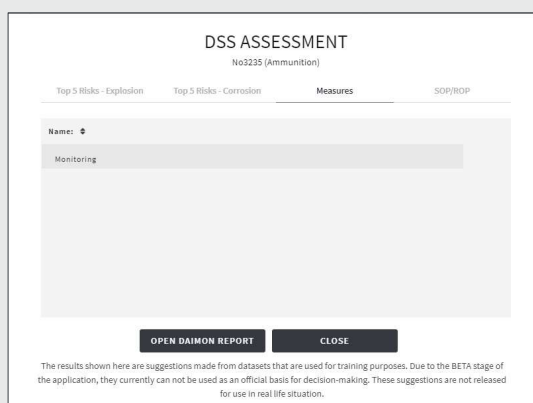 DSS ASSESSMENT
No3235 (Ammunition)
Top 5 Risks - Explosion Top 5 Risks - Corrosion Measures SOP/ROP
Name:
Monitoring
OPEN DAIMON REPORT CLOSE
The results shown here are suggestions made from datasets that are used for training purposes. Due to the BETA stage of
the application, they currently can not be used as an official basis for decision-making. These suggestions are not released
for use in real life situation.